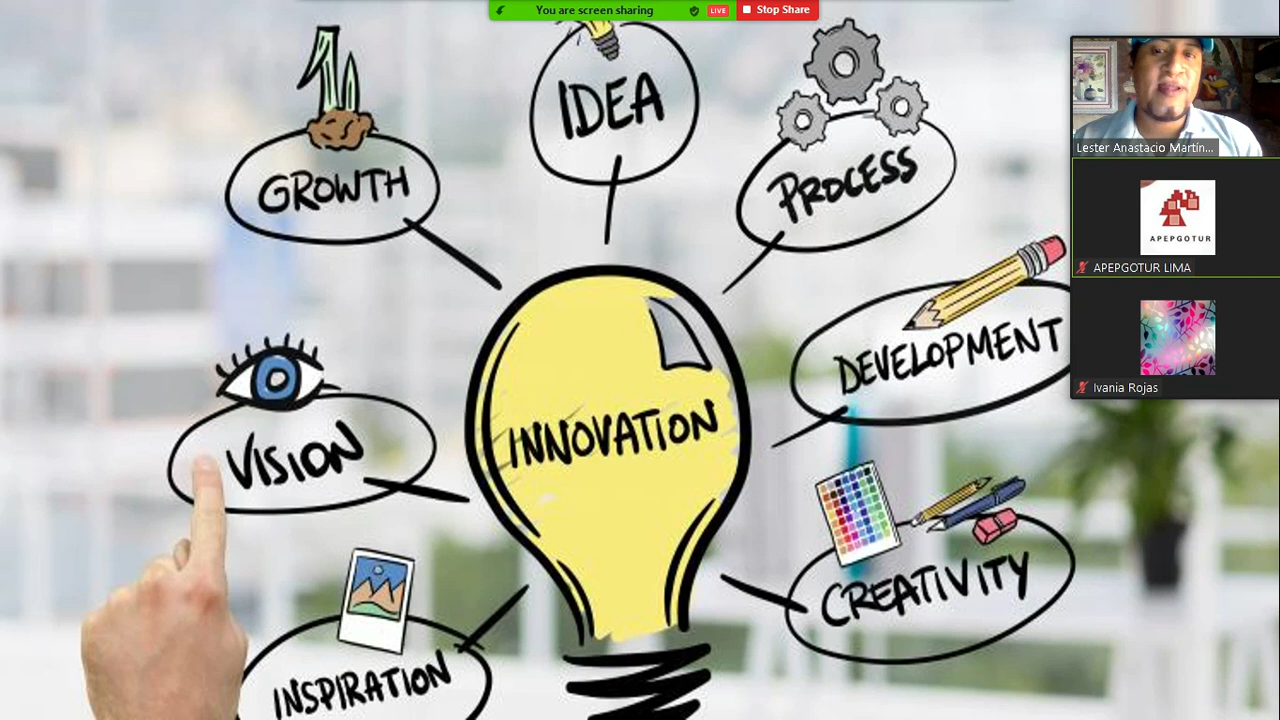 You are screen sharing
LIVE
Stop Share
IDEA
GROWTH
PROCESS
DEVELOPMENT
VISION
INNOVATION
CREATIVITY
INSPIRATION
Lester Anastacio Martín...
APEPGOTUR
APEPGOTUR LIMA
Ivania Rojas